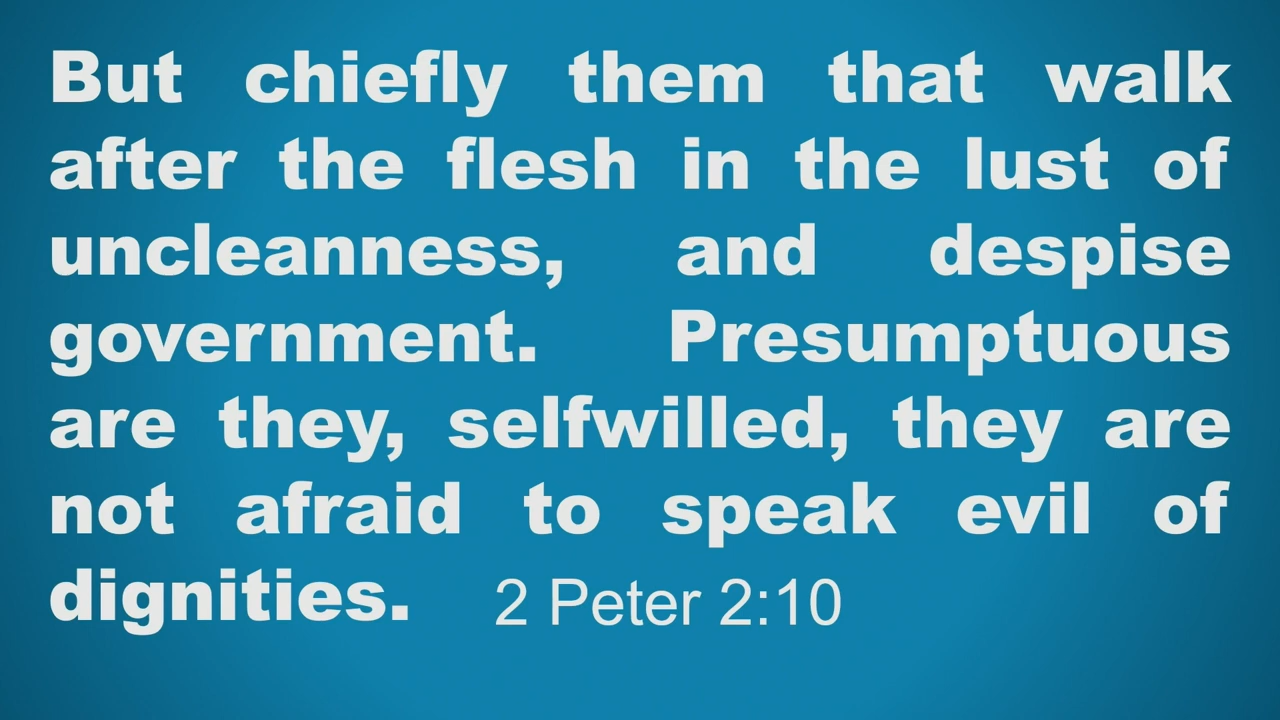 But chiefly them that walk
after the flesh in the lust of
uncleanness, and despise
government. Presumptuous
are they, selfwilled, they are
not afraid to speak evil of
dignities. 2 Peter 2:10